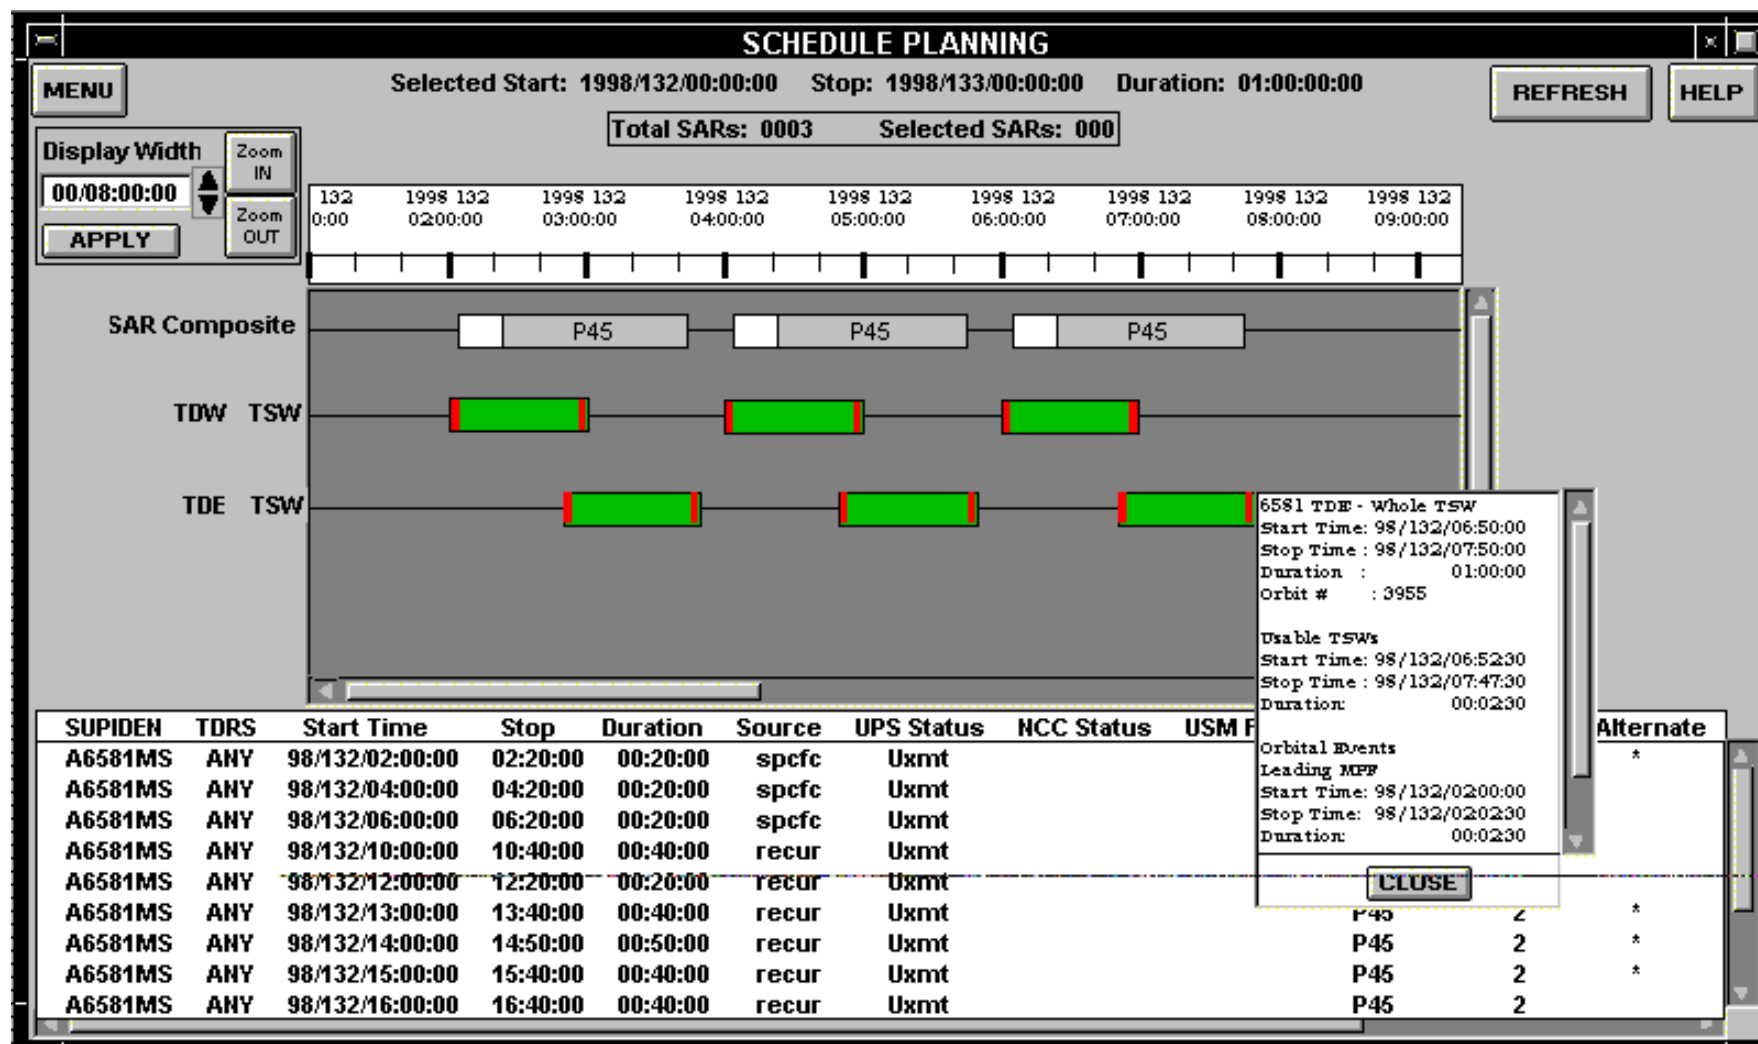 SCHEDULE PLANNING
MENU
Selected Start: 1998/132/00:00:00 Stop: 1998/133/00:00:00 Duration: 01:00:00:00
REFRESH
HELP
Total SARs: 0003 Selected SARs: 000
Display Width
00/08:00:00
APPLY
Zoom
IN
Zoom
OUT
132 1998 132 1998 132 1998 132 1998 132 1998 132 1998 132 1998 132 1998 132
0:00 02:00:00 03:00:00 04:00:00 05:00:00 06:00:00 07:00:00 08:00:00 09:00:00
SAR Composite P45 P45 P45
TDW TSW
TDE TSW
6581 TDE - Whole TSW
Start Time: 98/132/06:50:00
Stop Time : 98/132/07:50:00
Duration : 01:00:00
Orbit # : 3955
Usable TSWs
Start Time: 98/132/06:52:30
Stop Time : 98/132/07:47:30
Duration: 00:02:30
Orbital Events
Leading MPF
Start Time: 98/132/02:00:00
Stop Time: 98/132/02:02:30
Duration: 00:02:30
CLOSE
SUPIDEN TDRS Start Time Stop Duration Source UPS Status NCC Status USM Alternate
A6581MS ANY 98/132/02:00:00 02:20:00 00:20:00 spcfc Uxmt *
A6581MS ANY 98/132/04:00:00 04:20:00 00:20:00 spcfc Uxmt
A6581MS ANY 98/132/06:00:00 06:20:00 00:20:00 spcfc Uxmt
A6581MS ANY 98/132/10:00:00 10:40:00 00:40:00 recur Uxmt
A6581MS ANY 98/132/12:00:00 12:20:00 00:20:00 recur Uxmt
A6581MS ANY 98/132/13:00:00 13:40:00 00:40:00 recur Uxmt P45 2 *
A6581MS ANY 98/132/14:00:00 14:50:00 00:50:00 recur Uxmt P45 2 *
A6581MS ANY 98/132/15:00:00 15:40:00 00:40:00 recur Uxmt P45 2 *
A6581MS ANY 98/132/16:00:00 16:40:00 00:40:00 recur Uxmt P45 2